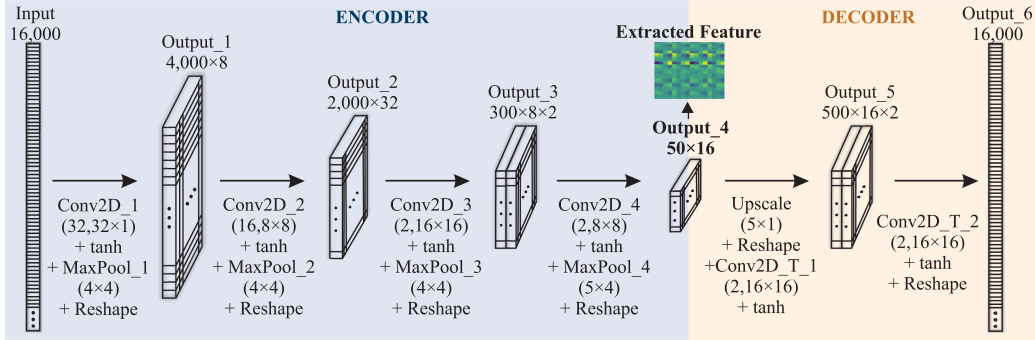 Input
16,000
ENCODER
DECODER
Output_6
16,000
Output_1
4,000×8
Output_2
2,000×32
Output_3
300×8×2
Extracted Feature
Output_4
50×16
Output_5
500×16×2
Conv2D_1
(32,32×1)
+ tanh
+ MaxPool_1
(4×4)
+ Reshape
Conv2D_2
(16,8×8)
+ tanh
+ MaxPool_2
(4×4)
+ Reshape
Conv2D_3
(2,16×16)
+ tanh
+ MaxPool_3
(4×4)
+ Reshape
Conv2D_4
(2,8×8)
+ tanh
+ MaxPool_4
(5×4)
+ Reshape
Upscale
(5×1)
+ Reshape
+Conv2D_T_1
(2,16×16)
+ tanh
Conv2D_T_2
(2,16×16)
+ tanh
+ Reshape